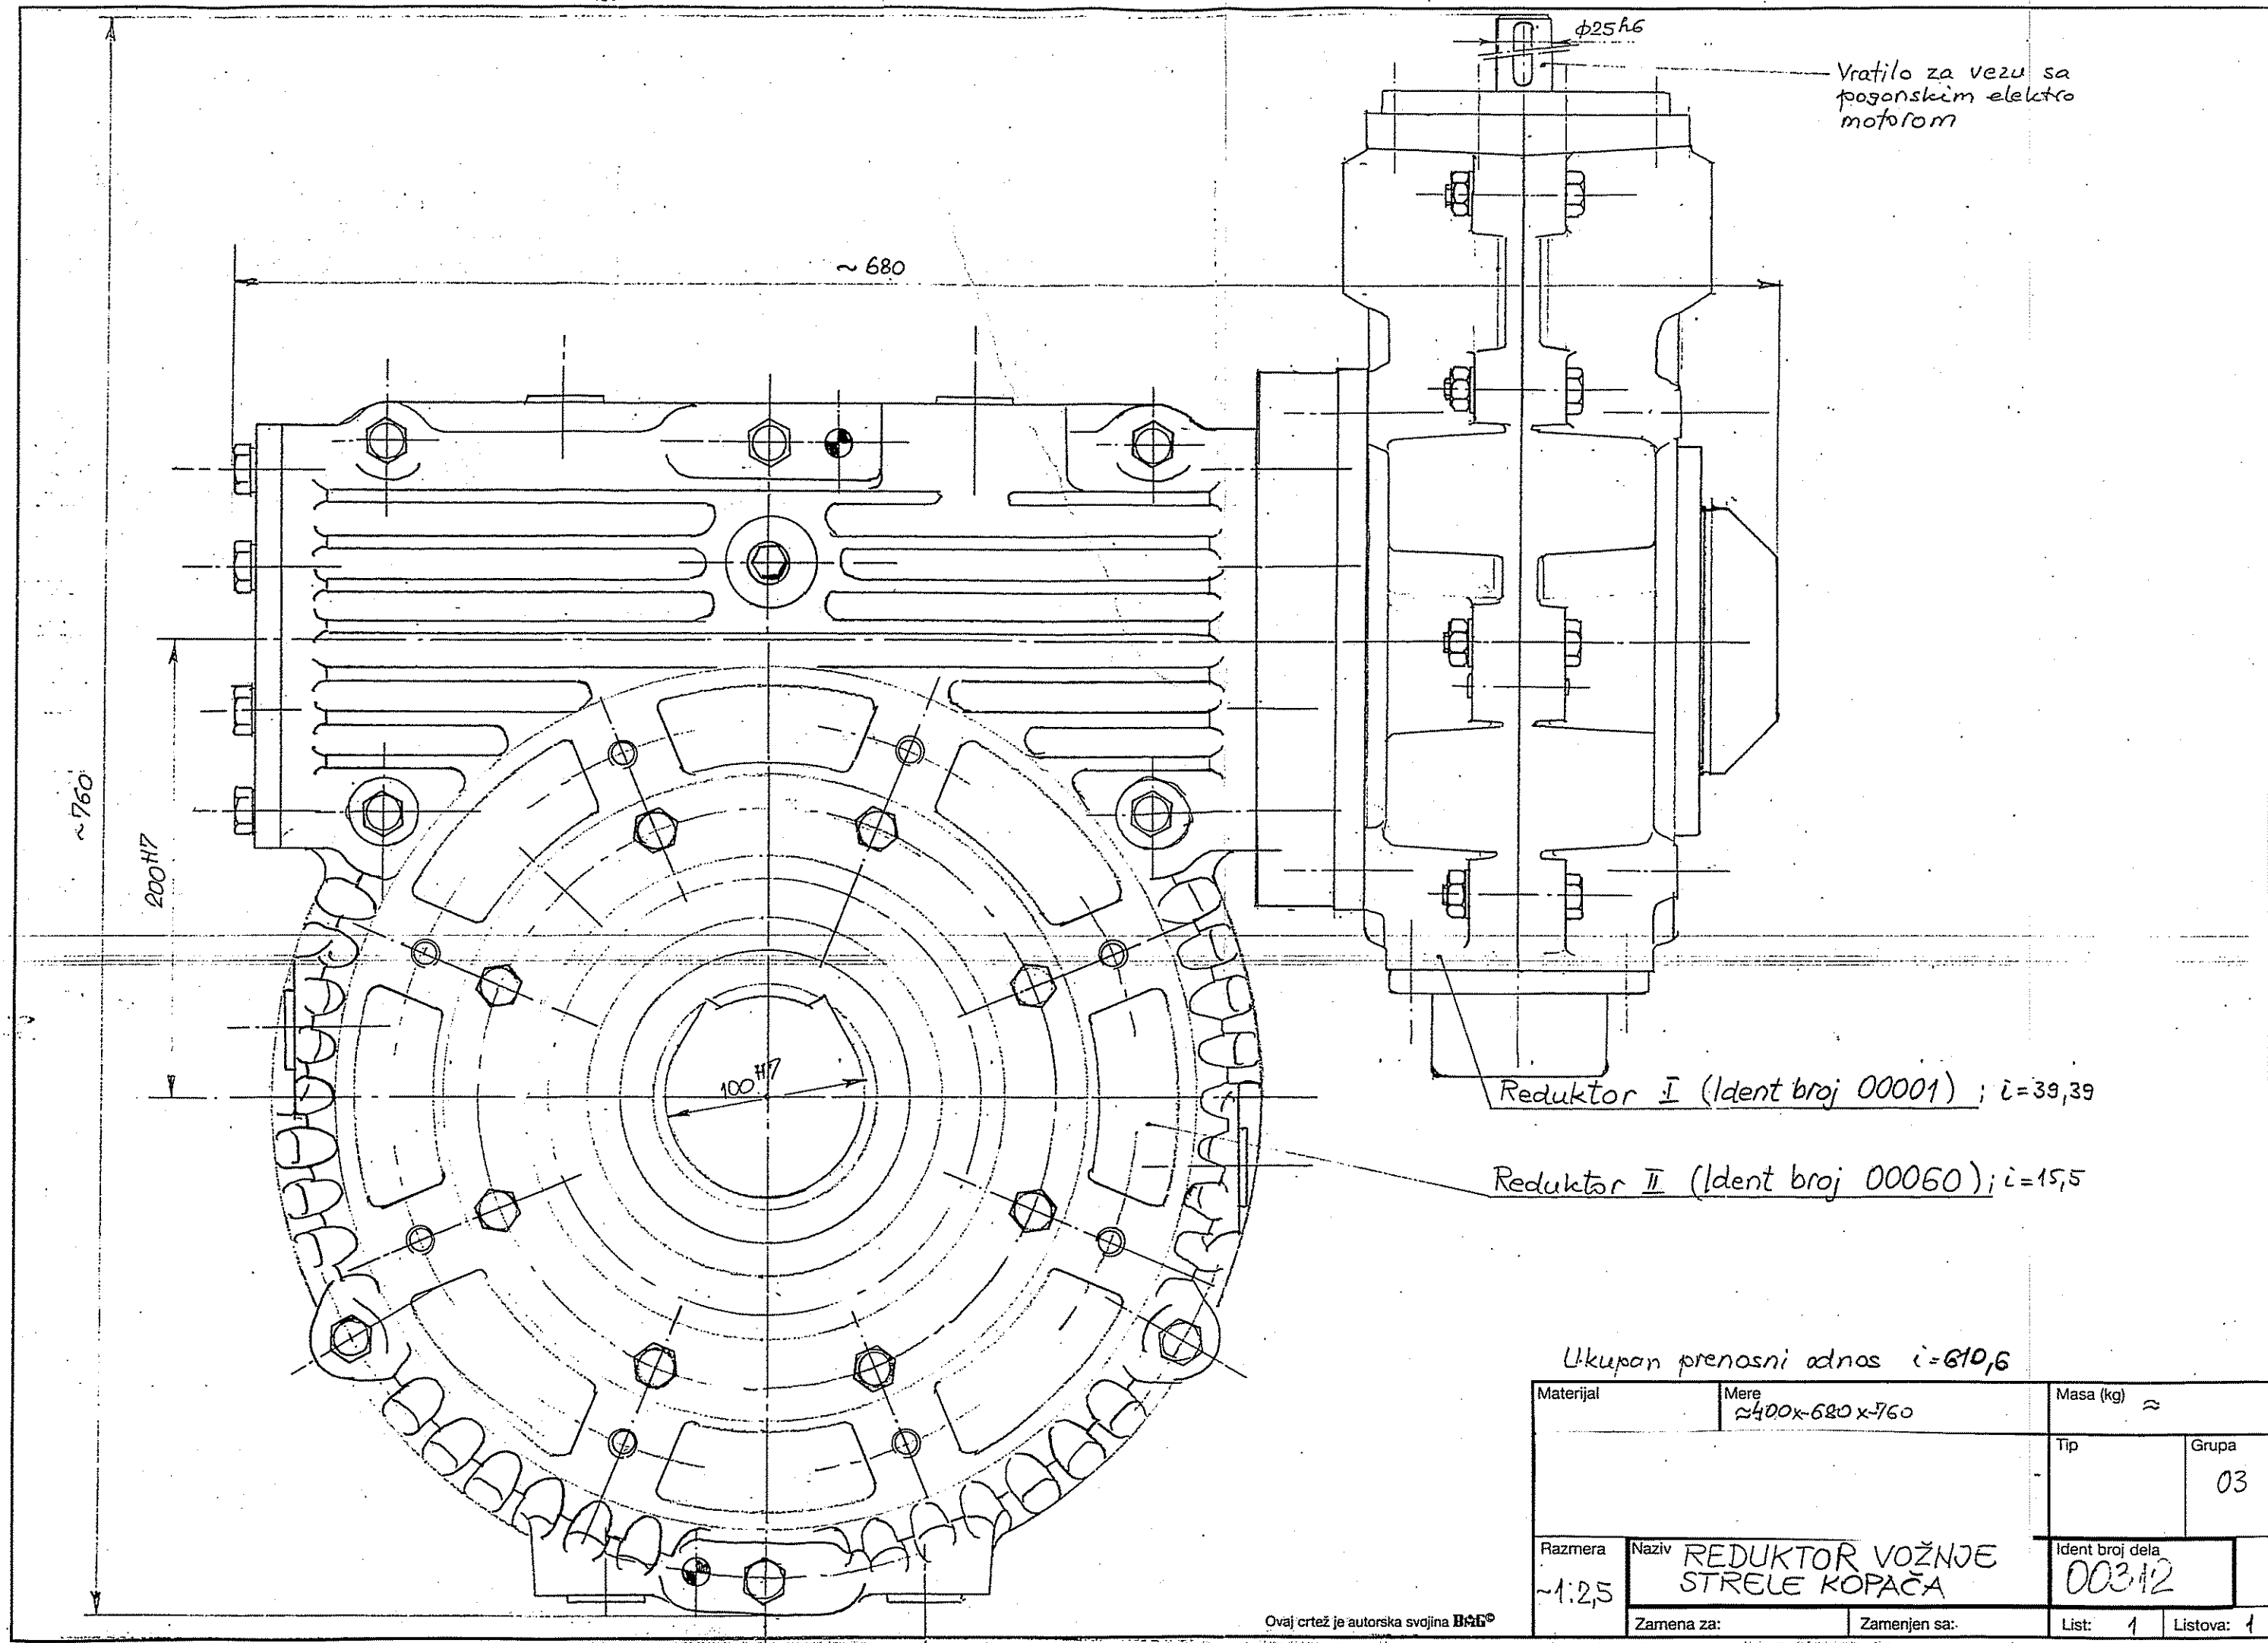 ϕ25h6
Vratilo za vezu sa
pogonskim elektro
motorom
~ 680
~760
200H7
100H7
Reduktor I (Ident broj 00001) ; i=39,39
Reduktor II (Ident broj 00060) ; i=15,5
Ukupan prenosni odnos i=610,6
Materijal
Mere
≈400x-680x-760
Masa (kg) ≈
Tip
Grupa
03
Razmera
~1:2,5
Naziv REDUKTOR VOŽNJE
STRELE KOPAČA
Ident broj dela
00312
Ovaj crtež je autorska svojina BAG©
Zamena za:
Zamenjen sa:
List: 1
Listova: 1